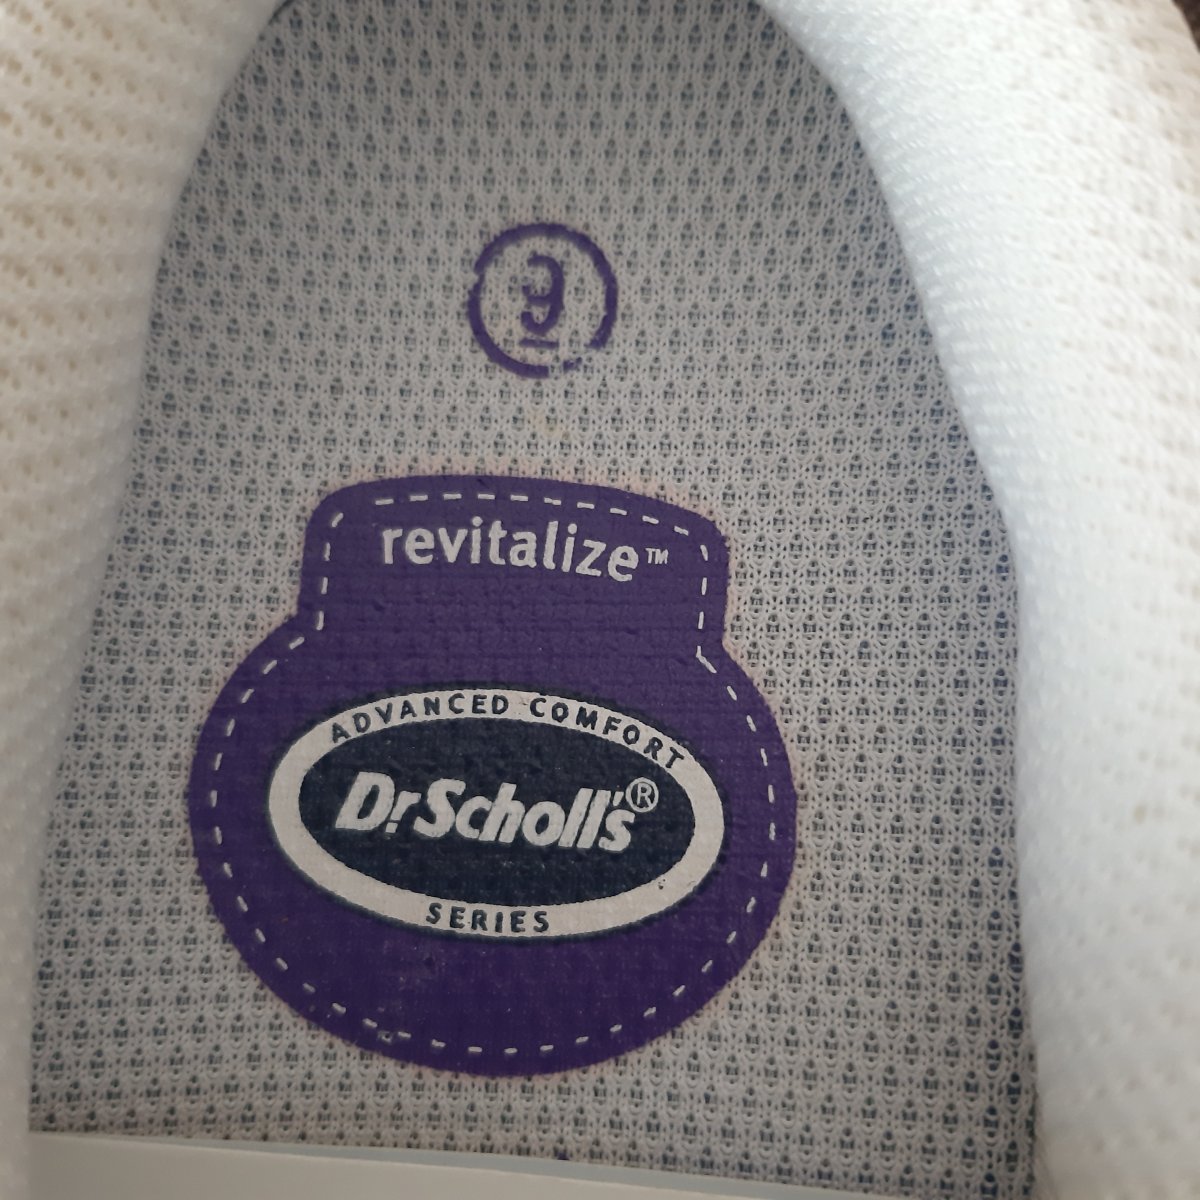 9
revitalize™
ADVANCED COMFORT
Dr.Scholl's®
SERIES